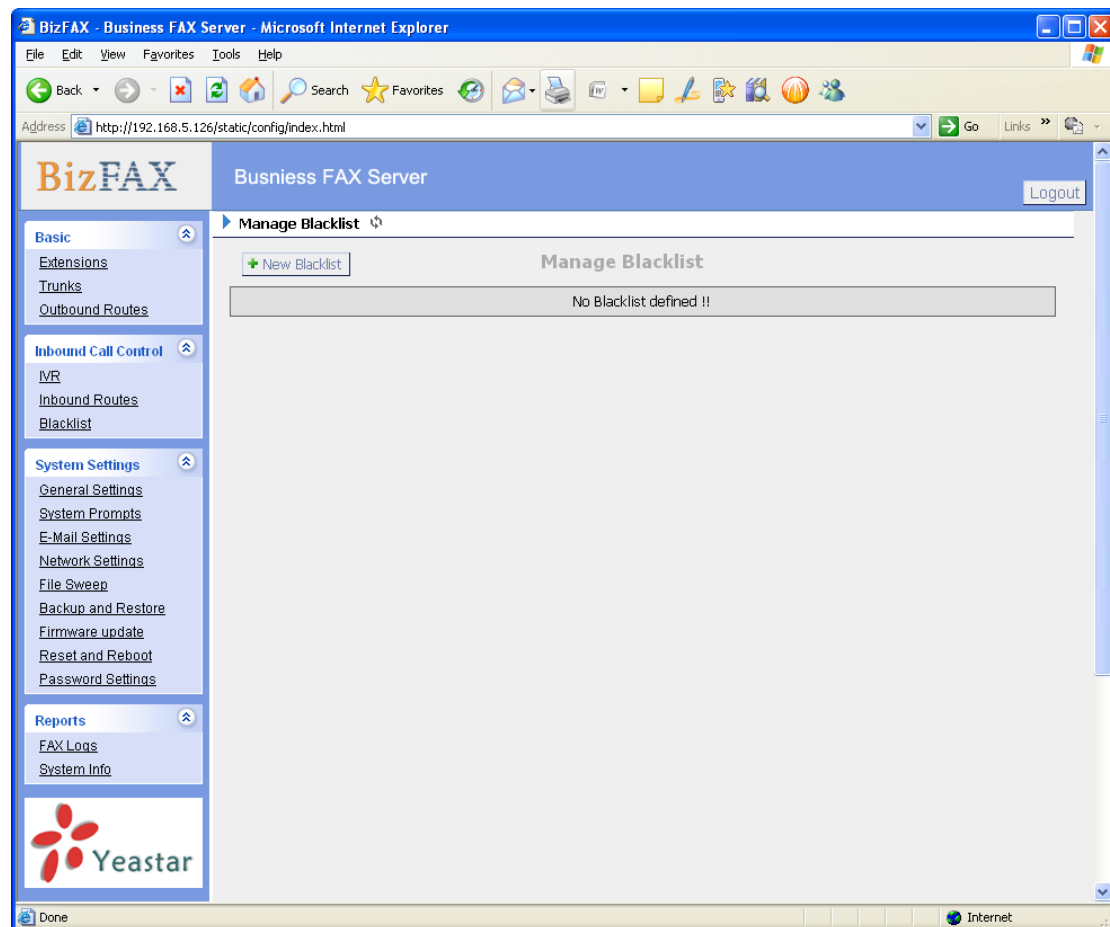 BizFAX - Business FAX Server - Microsoft Internet Explorer
File Edit View Favorites Tools Help
Back Search Favorites
Address http://192.168.5.126/static/config/index.html Go Links »
BizFAX Busniess FAX Server
Logout
Manage Blacklist
New Blacklist Manage Blacklist
No Blacklist defined !!
Basic
Extensions
Trunks
Outbound Routes
Inbound Call Control
IVR
Inbound Routes
Blacklist
System Settings
General Settings
System Prompts
E-Mail Settings
Network Settings
File Sweep
Backup and Restore
Firmware update
Reset and Reboot
Password Settings
Reports
FAX Logs
System Info
Yeastar
Done Internet